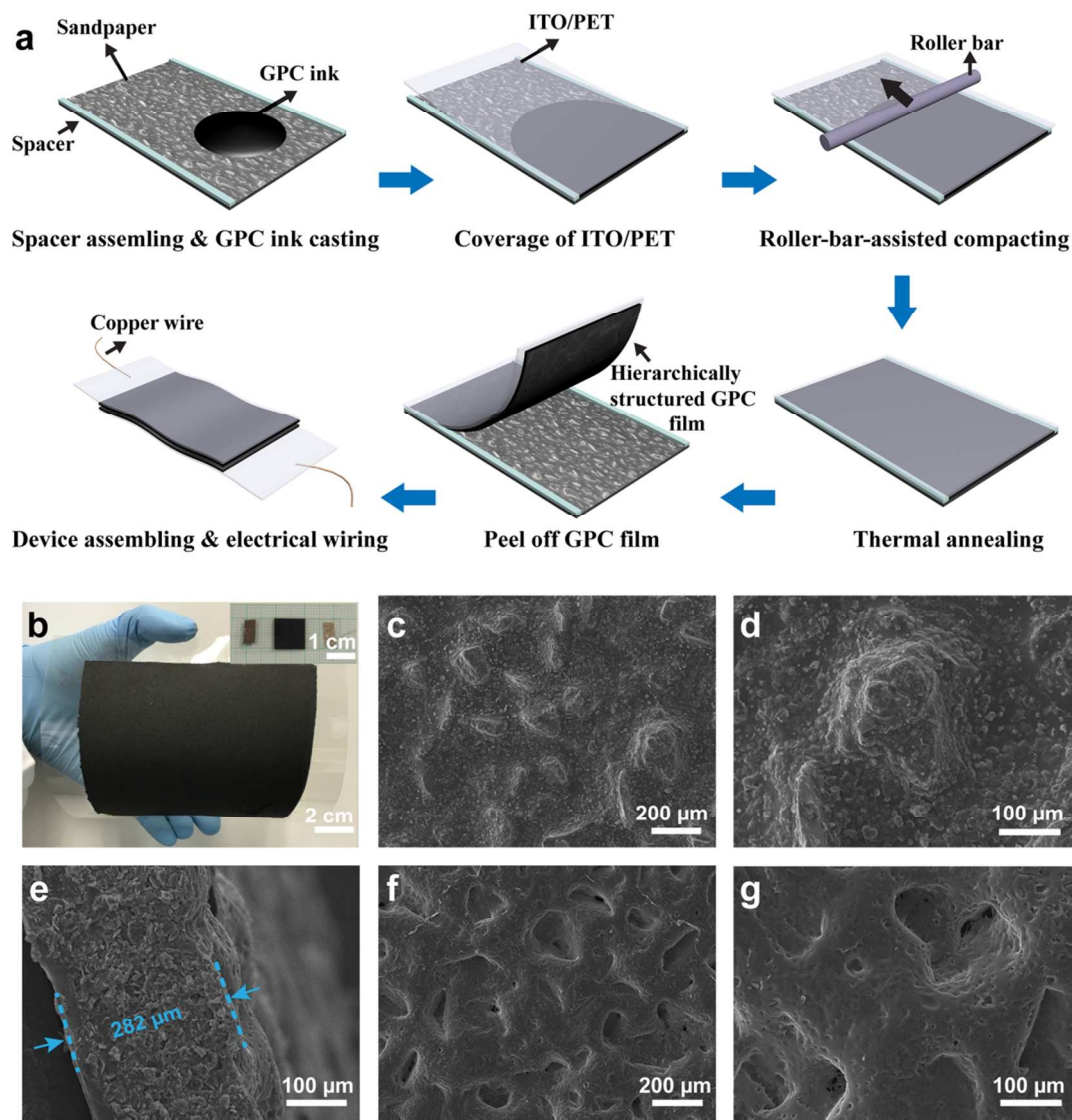 a
Sandpaper
GPC ink
Spacer
ITO/PET
Roller bar
Spacer assemling & GPC ink casting
Coverage of ITO/PET
Roller-bar-assisted compacting
Copper wire
Hierarchically
structured GPC
film
Device assembling & electrical wiring
Peel off GPC film
Thermal annealing
b
1 cm
2 cm
c
200 μm
d
100 μm
e
282 μm
100 μm
f
200 μm
g
100 μm